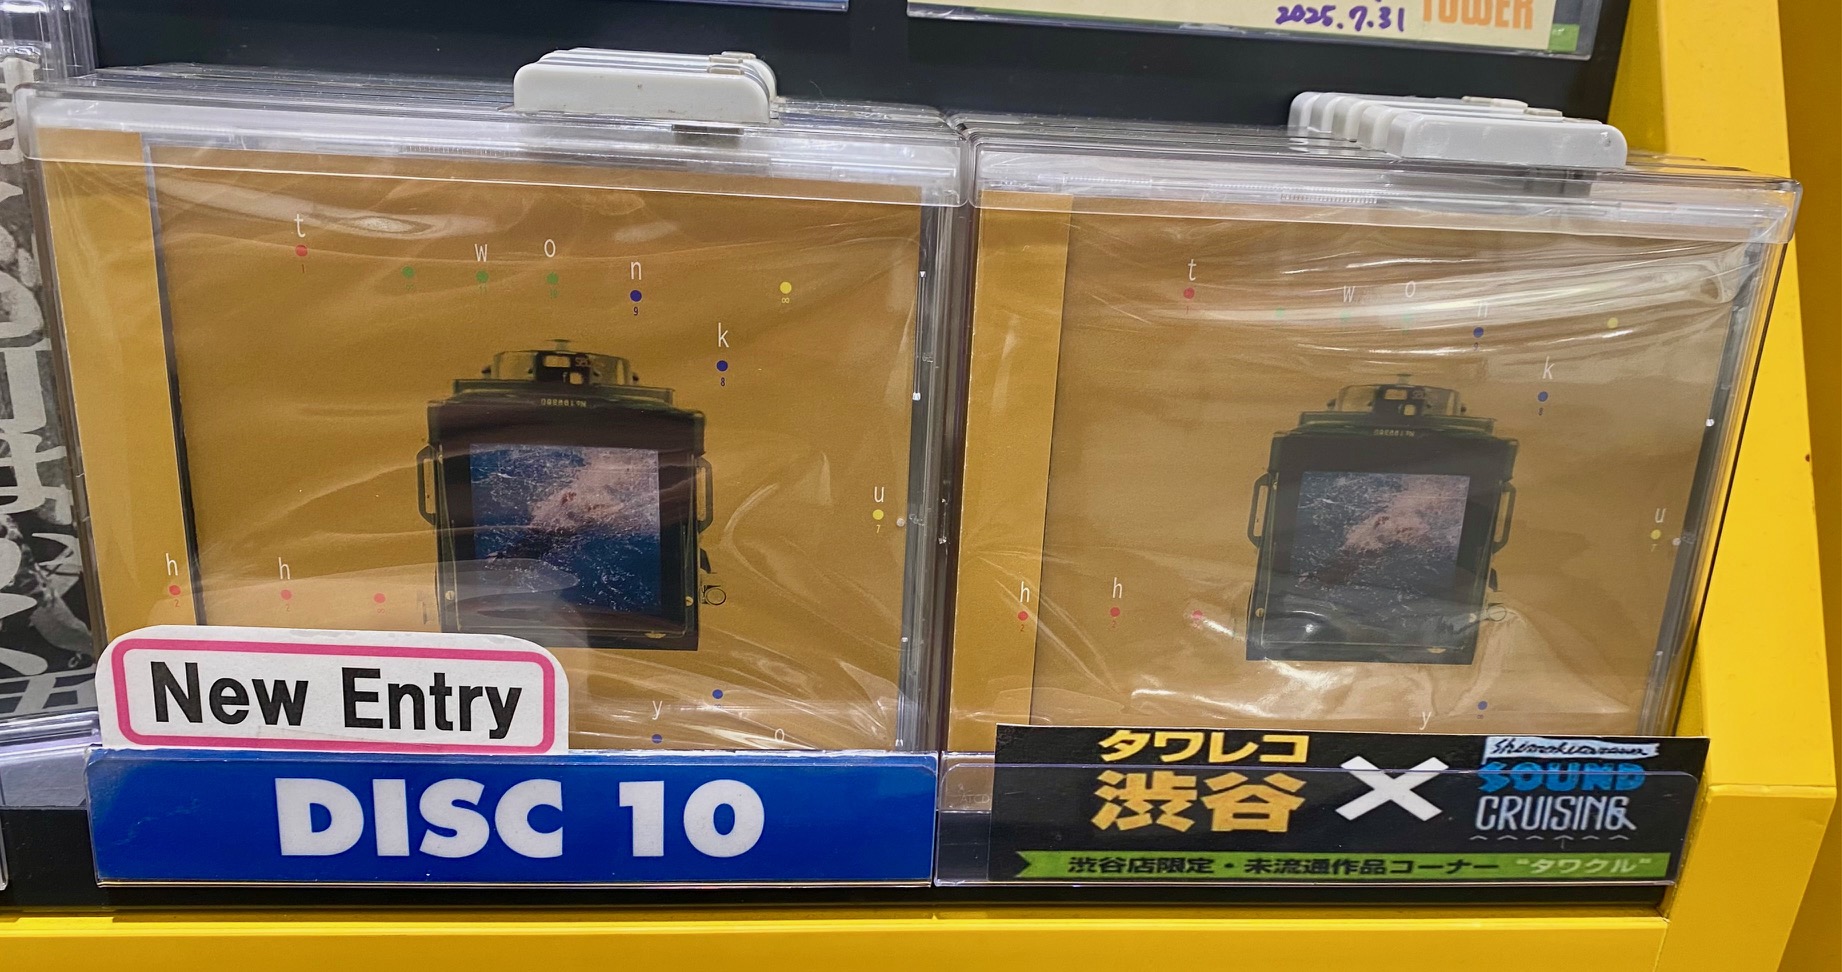 2025.7.31
TOWER
t
w o
n
k
u
h h
y
o
t
w o
n
k
u
h h
y
New Entry
DISC 10
タワレコ
渋谷 × Shimokitazawa
SOUND
CRUISING
渋谷店限定・未流通作品コーナー "タワクル"